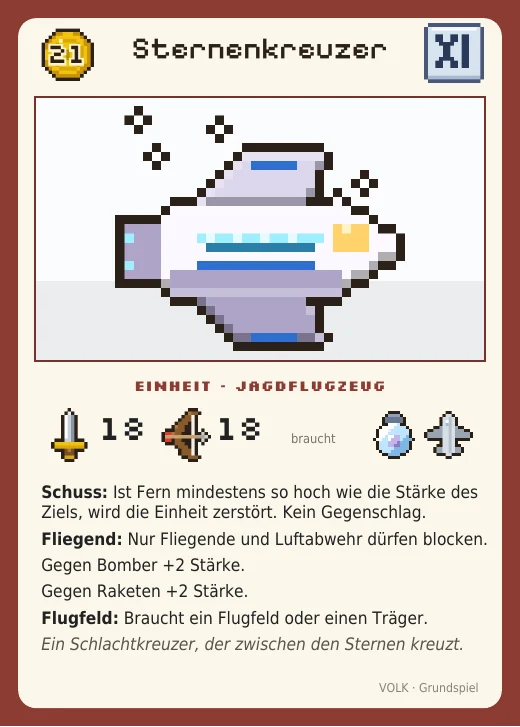 21
Sternenkreuzer
XI
EINHEIT - JAGDFLUGZEUG
18
18
braucht
Schuss: Ist Fern mindestens so hoch wie die Stärke des
Ziels, wird die Einheit zerstört. Kein Gegenschlag.
Fliegend: Nur Fliegende und Luftabwehr dürfen blocken.
Gegen Bomber +2 Stärke.
Gegen Raketen +2 Stärke.
Flugfeld: Braucht ein Flugfeld oder einen Träger.
Ein Schlachtkreuzer, der zwischen den Sternen kreuzt.
VOLK · Grundspiel